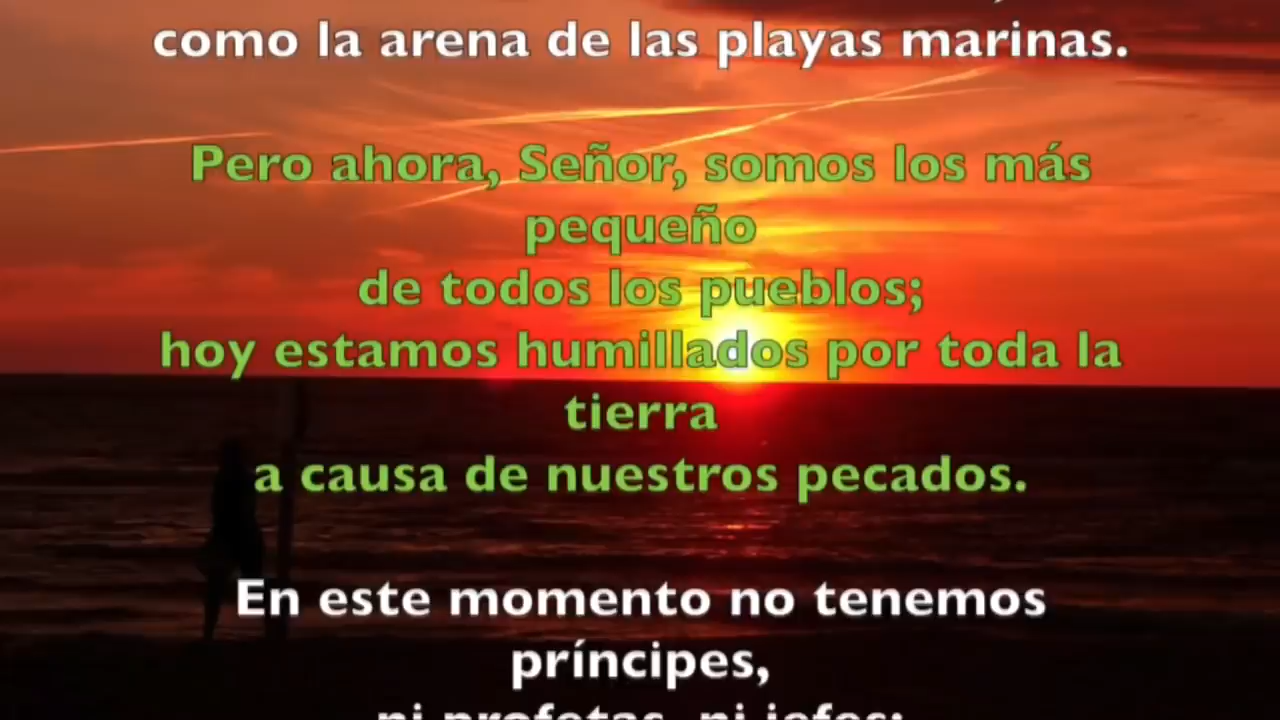 como la arena de las playas marinas.
Pero ahora, Señor, somos los más
pequeño
de todos los pueblos;
hoy estamos humillados por toda la
tierra
a causa de nuestros pecados.
En este momento no tenemos
príncipes,
ni profetas, ni jefes;